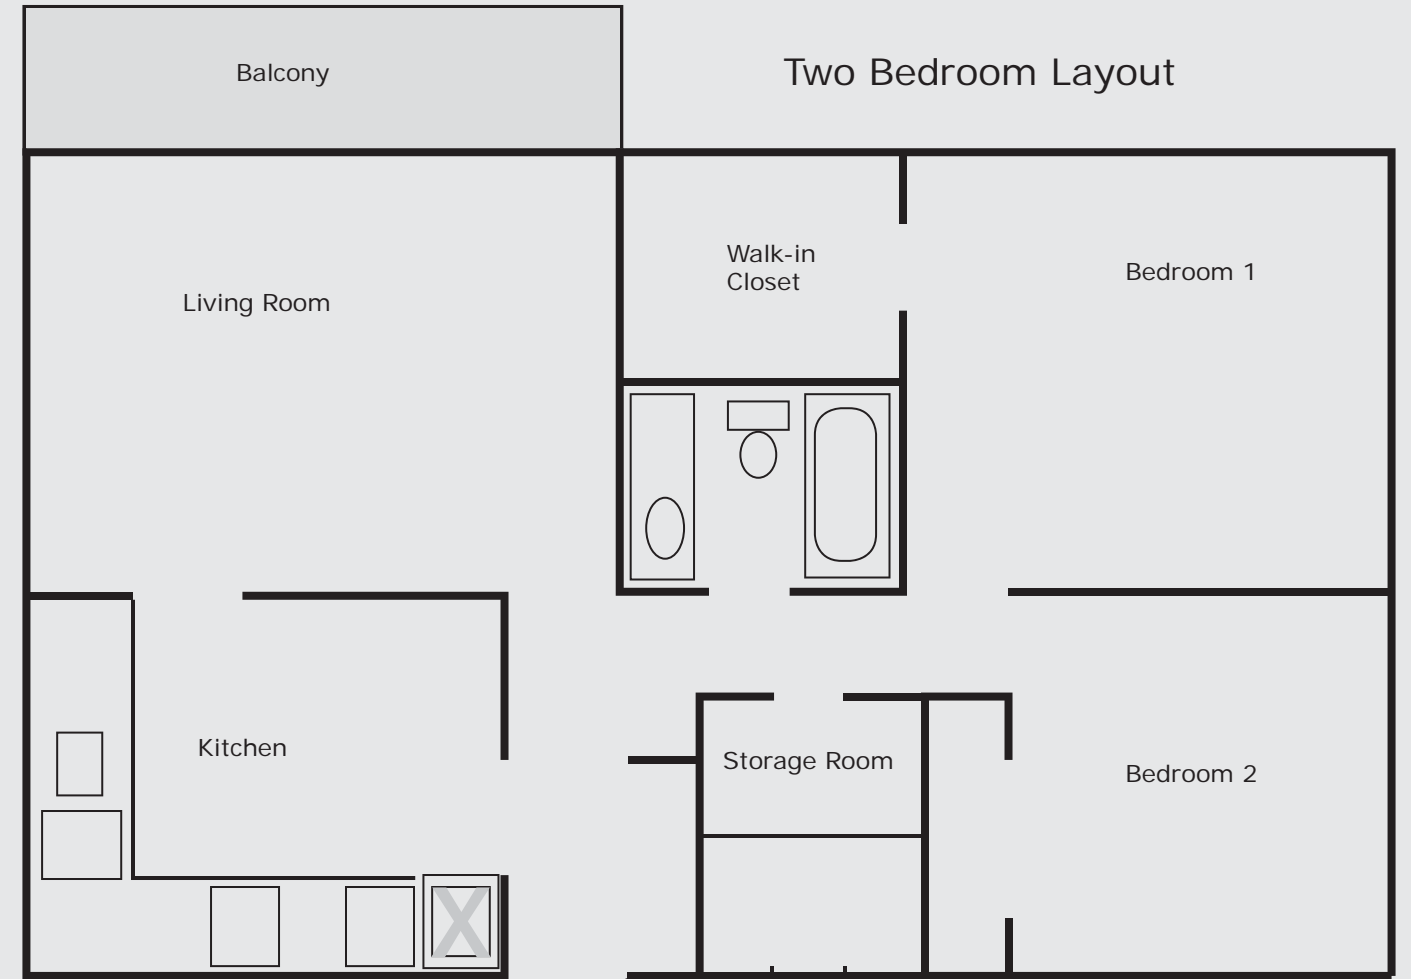 Balcony
Two Bedroom Layout
Walk-in
Closet
Bedroom 1
Living Room
Kitchen
Storage Room
Bedroom 2
X